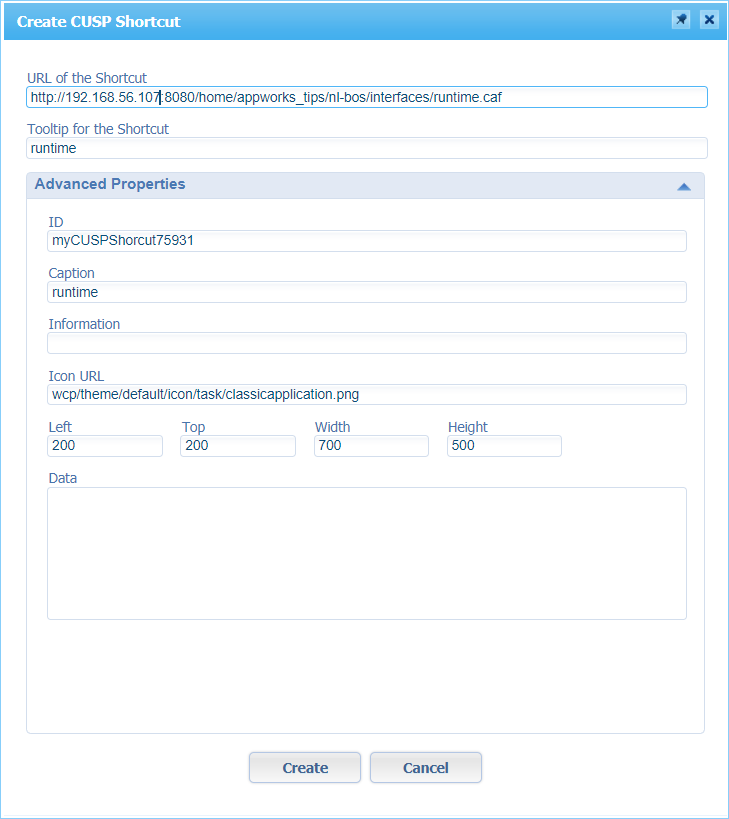 Create CUSP Shortcut
URL of the Shortcut
http://192.168.56.107:8080/home/appworks_tips/nl-bos/interfaces/runtime.caf
Tooltip for the Shortcut
runtime
Advanced Properties
ID
myCUSPShorcut75931
Caption
runtime
Information
Icon URL
wcp/theme/default/icon/task/classicapplication.png
Left Top Width Height
200 200 700 500
Data
Create Cancel